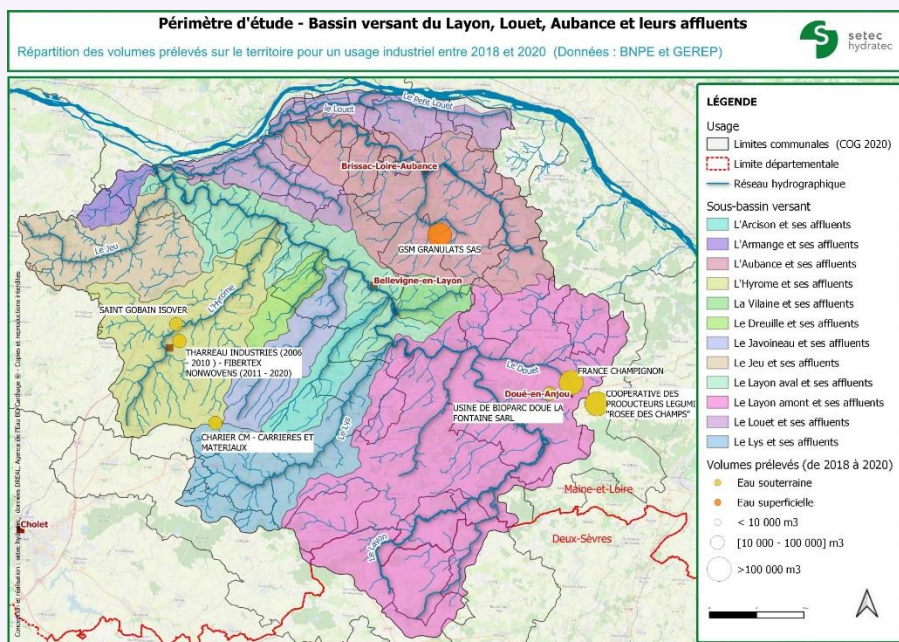 Périmètre d'étude - Bassin versant du Layon, Louet, Aubance et leurs affluents
Répartition des volumes prélevés sur le territoire pour un usage industriel entre 2018 et 2020 (Données : BNPE et GEREP)
setec
hydratec
le Louet
Le Petit Louet
Brissac-Loire-Aubance
GSM GRANULATS SAS
Le Jeu
L'Hyrome
Bellevigne-en-Layon
SAINT GOBAIN ISOVER
THARREAU INDUSTRIES (2006
- 2010 ) - FIBERTEX
NONWOVENS (2011 - 2020)
Le Douet
FRANCE CHAMPIGNON
Doué-en-Anjou
COOPERATIVE DES
PRODUCTEURS LEGUMI
"ROSEE DES CHAMPS"
USINE DE BIOPARC DOUE LA
FONTAINE SARL
Le Lys
CHARIER CM - CARRIERES ET
MATERIAUX
Maine-et-Loire
Deux-Sèvres
Cholet
Le Layon
LÉGENDE
Usage
Limites communales (COG 2020)
Limite départementale
Réseau hydrographique
Sous-bassin versant
L'Arcison et ses affluents
L'Armange et ses affluents
L'Aubance et ses affluents
L'Hyrome et ses affluents
La Vilaine et ses affluents
Le Dreuille et ses affluents
Le Javoineau et ses affluents
Le Jeu et ses affluents
Le Layon aval et ses affluents
Le Layon amont et ses affluents
Le Louet et ses affluents
Le Lys et ses affluents
Volumes prélevés (de 2018 à 2020)
Eau souterraine
Eau superficielle
< 10 000 m3
[10 000 - 100 000] m3
>100 000 m3